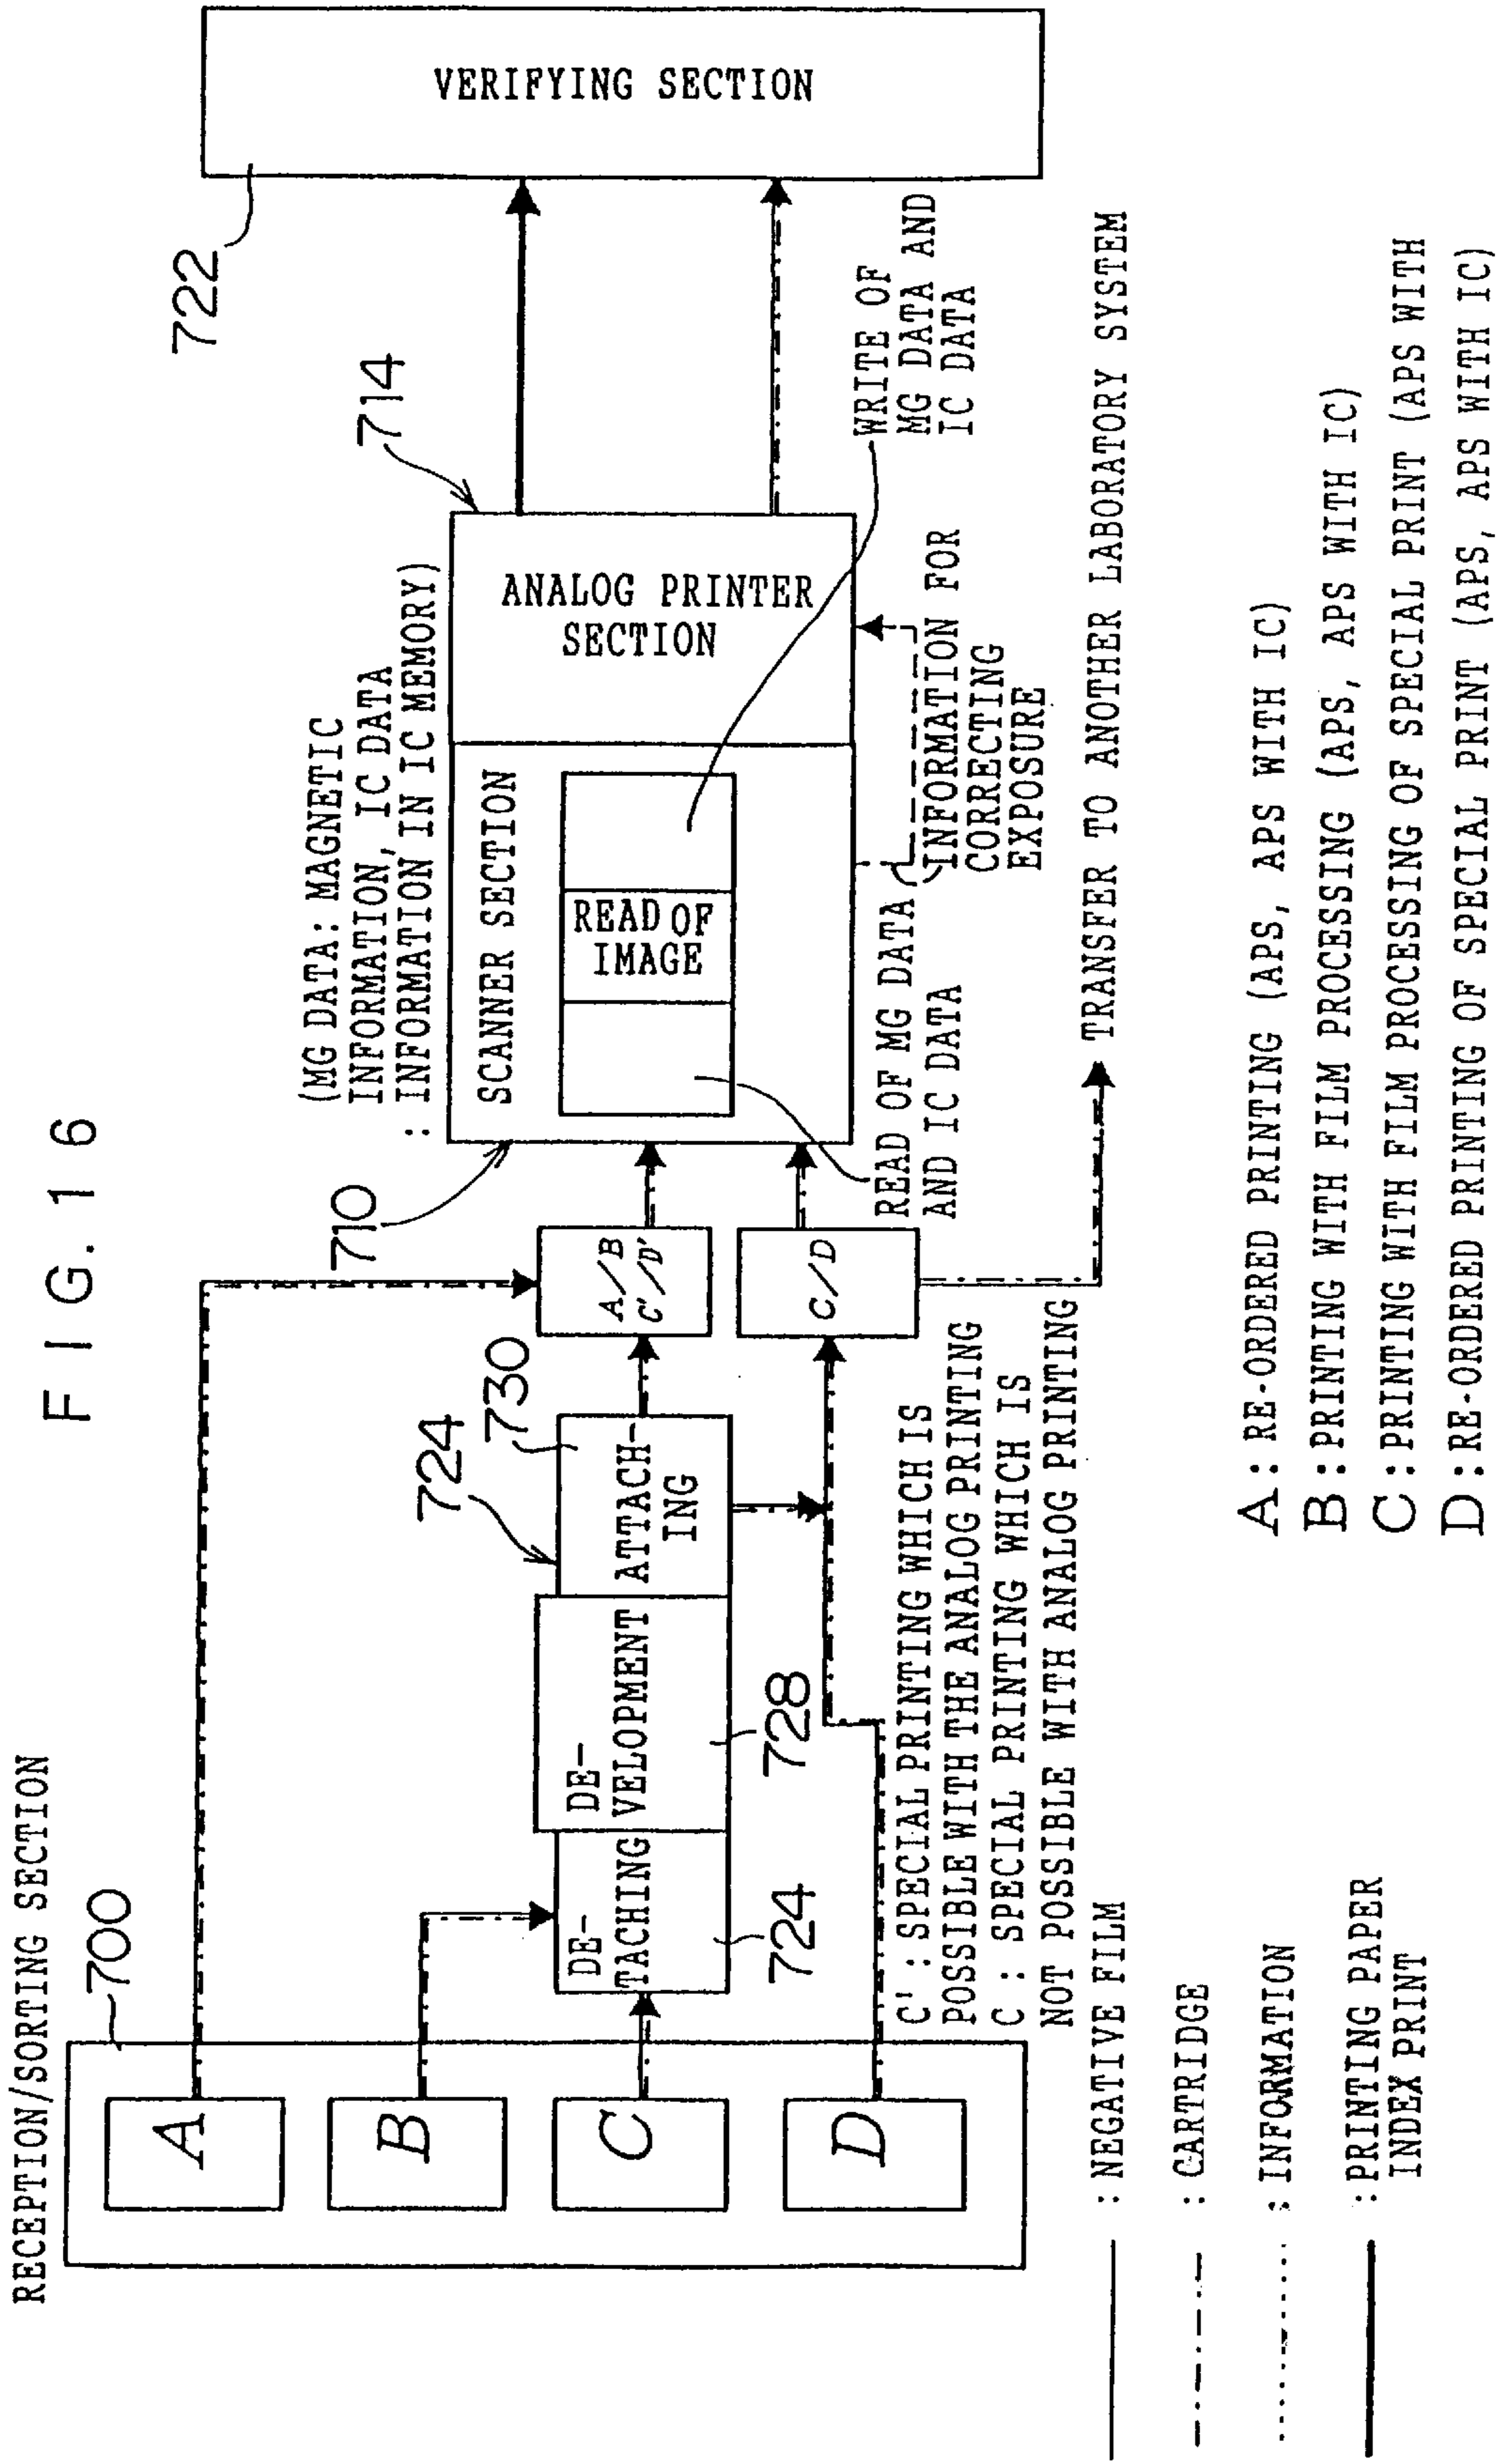 FIG. 16
RECEPTION/SORTING SECTION
700
A
B
C
D
DE-
TACHING
724
DE-
VELOPMENT
728
ATTACH-
ING
724
730
A/B
C'/D'
C/D
710
(MG DATA: MAGNETIC
INFORMATION, IC DATA
: INFORMATION IN IC MEMORY)
SCANNER SECTION
READ OF
IMAGE
ANALOG PRINTER
SECTION
714
722
VERIFYING SECTION
READ OF MG DATA
AND IC DATA
INFORMATION FOR
CORRECTING
EXPOSURE
WRITE OF
MG DATA AND
IC DATA
TRANSFER TO ANOTHER LABORATORY SYSTEM
C' : SPECIAL PRINTING WHICH IS
POSSIBLE WITH THE ANALOG PRINTING
C : SPECIAL PRINTING WHICH IS
NOT POSSIBLE WITH ANALOG PRINTING
: NEGATIVE FILM
: CARTRIDGE
: INFORMATION
: PRINTING PAPER
INDEX PRINT
A : RE-ORDERED PRINTING (APS, APS WITH IC)
B : PRINTING WITH FILM PROCESSING (APS, APS WITH IC)
C : PRINTING WITH FILM PROCESSING OF SPECIAL PRINT (APS WITH
D : RE-ORDERED PRINTING OF SPECIAL PRINT (APS, APS WITH IC)